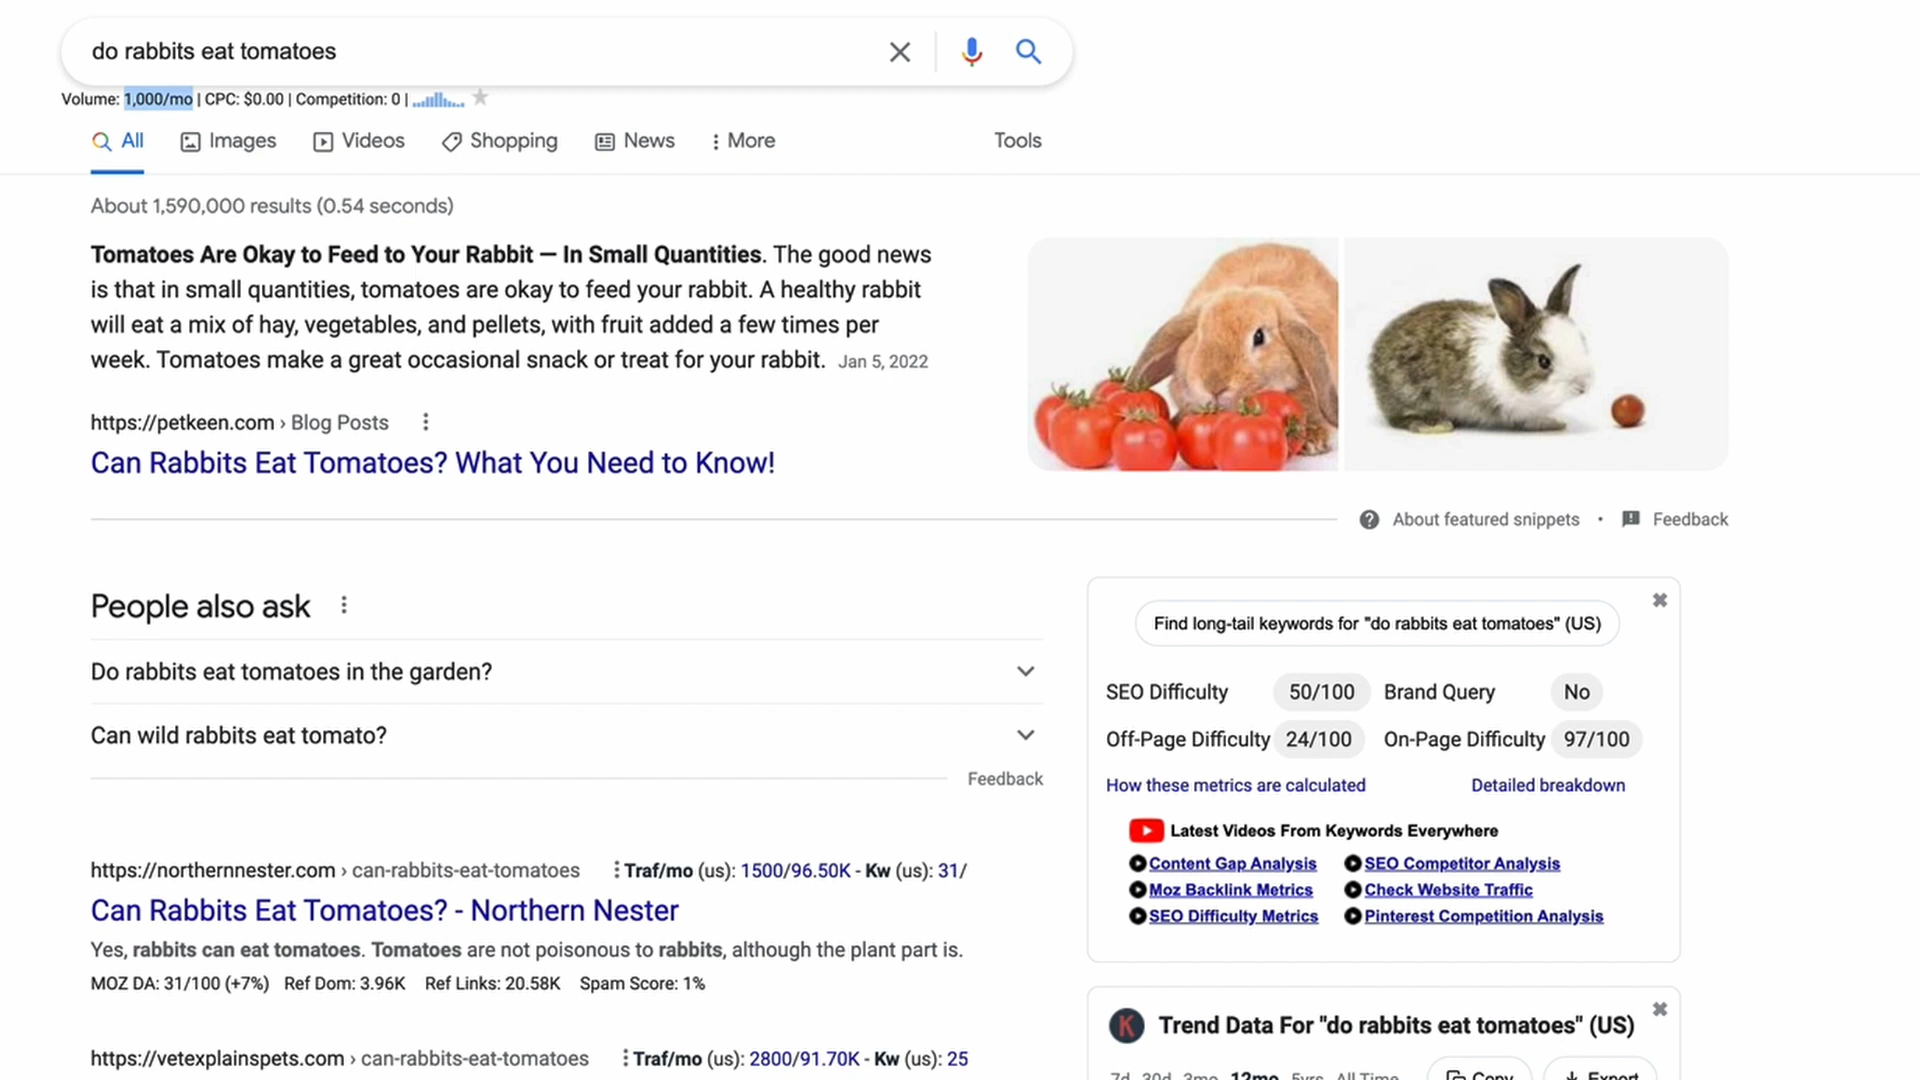 do rabbits eat tomatoes
Volume: 1,000/mo | CPC: $0.00 | Competition: 0 |
All Images Videos Shopping News More Tools
About 1,590,000 results (0.54 seconds)
Tomatoes Are Okay to Feed to Your Rabbit — In Small Quantities. The good news
is that in small quantities, tomatoes are okay to feed your rabbit. A healthy rabbit
will eat a mix of hay, vegetables, and pellets, with fruit added a few times per
week. Tomatoes make a great occasional snack or treat for your rabbit. Jan 5, 2022
https://petkeen.com › Blog Posts
Can Rabbits Eat Tomatoes? What You Need to Know!
About featured snippets • Feedback
People also ask
Do rabbits eat tomatoes in the garden?
Can wild rabbits eat tomato?
Feedback
https://northernnester.com › can-rabbits-eat-tomatoes Traf/mo (us): 1500/96.50K - Kw (us): 31/
Can Rabbits Eat Tomatoes? - Northern Nester
Yes, rabbits can eat tomatoes. Tomatoes are not poisonous to rabbits, although the plant part is.
MOZ DA: 31/100 (+7%) Ref Dom: 3.96K Ref Links: 20.58K Spam Score: 1%
https://vetexplainspets.com › can-rabbits-eat-tomatoes Traf/mo (us): 2800/91.70K - Kw (us): 25
Find long-tail keywords for "do rabbits eat tomatoes" (US)
SEO Difficulty 50/100 Brand Query No
Off-Page Difficulty 24/100 On-Page Difficulty 97/100
How these metrics are calculated Detailed breakdown
Latest Videos From Keywords Everywhere
Content Gap Analysis SEO Competitor Analysis
Moz Backlink Metrics Check Website Traffic
SEO Difficulty Metrics Pinterest Competition Analysis
K Trend Data For "do rabbits eat tomatoes" (US)
7d 30d 3mo 12mo 5yrs All Time Copy Export